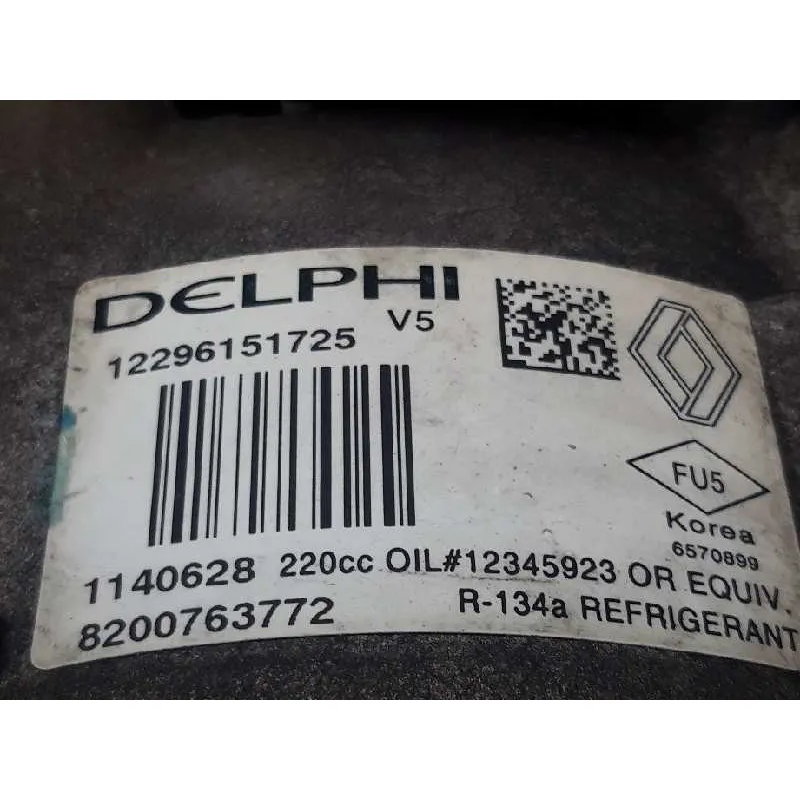 DELPHI
V5
12296151725
FU5
Korea
6570899
1140628 220cc OIL#12345923 OR EQUIV.
8200763772 R-134a REFRIGERANT